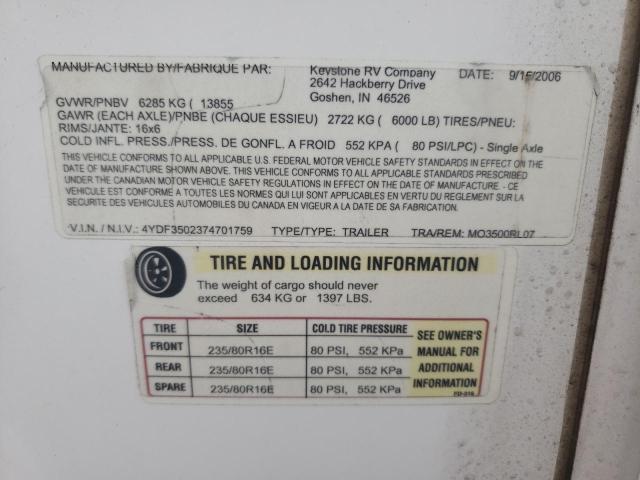 MANUFACTURED BY/FABRIQUE PAR: Keystone RV Company DATE: 9/15/2006
2642 Hackberry Drive
Goshen, IN 46526
GVWR/PNBV 6285 KG ( 13855
GAWR (EACH AXLE)/PNBE (CHAQUE ESSIEU) 2722 KG ( 6000 LB) TIRES/PNEU:
RIMS/JANTE: 16x6
COLD INFL. PRESS./PRESS. DE GONFL. A FROID 552 KPA ( 80 PSI/LPC) - Single Axle
THIS VEHICLE CONFORMS TO ALL APPLICABLE U.S. FEDERAL MOTOR VEHICLE SAFETY STANDARDS IN EFFECT ON THE
DATE OF MANUFACTURE SHOWN ABOVE. THIS VEHICLE CONFORMS TO ALL APPLICABLE STANDARDS PRESCRIBED
UNDER THE CANADIAN MOTOR VEHICLE SAFETY REGULATIONS IN EFFECT ON THE DATE OF MANUFACTURE - CE
VEHICULE EST CONFORME A TOUTES LES NORMES QUI LUI SONT APPLICABLES EN VERTU DU REGLEMENT SUR LA
SECURITE DES VEHICULES AUTOMOBILES DU CANADA EN VIGEUR A LA DATE DE SA FABRICATION.
V.I.N. / N.I.V.: 4YDF3502374701759 TYPE/TYPE: TRAILER TRA/REM: MO3500RL07
TIRE AND LOADING INFORMATION
The weight of cargo should never
exceed 634 KG or 1397 LBS.
TIRE SIZE COLD TIRE PRESSURE SEE OWNER'S
FRONT 235/80R16E 80 PSI, 552 KPa MANUAL FOR
REAR 235/80R16E 80 PSI, 552 KPa ADDITIONAL
SPARE 235/80R16E 80 PSI, 552 KPa INFORMATION